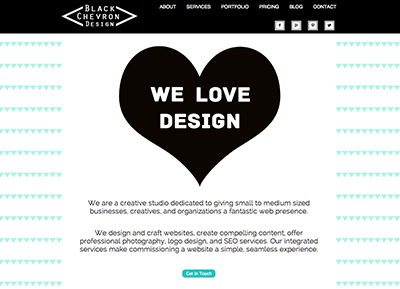 BLACK
CHEVRON
DESIGN
ABOUT SERVICES PORTFOLIO PRICING BLOG CONTACT
WE LOVE
DESIGN
We are a creative studio dedicated to giving small to medium sized
businesses, creatives, and organizations a fantastic web presence.
We design and craft websites, create compelling content, offer
professional photography, logo design, and SEO services. Our integrated
services make commissioning a website a simple, seamless experience.
Get in Touch